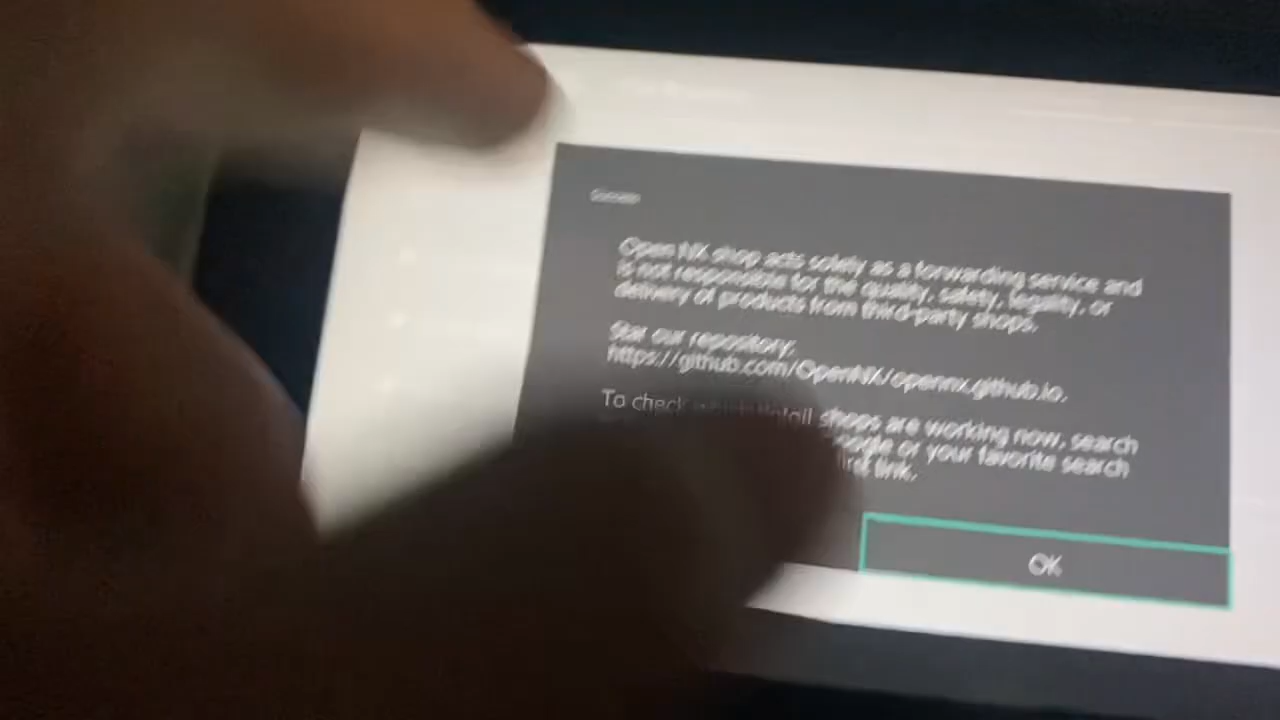 Success
Open NX shop acts solely as a forwarding service and
is not responsible for the quality, safety, legality, or
delivery of products from third-party shops.
Star our repository:
https://github.com/OpenNX/opennx.github.io.
To check which shops are working now, search
Google or your favorite search
link.
OK